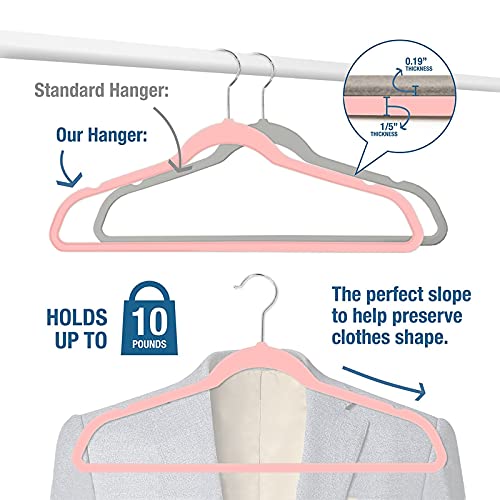 0.19"
THICKNESS
Standard Hanger:
Our Hanger:
1/5"
THICKNESS
HOLDS
UP TO
10
POUNDS
The perfect slope
to help preserve
clothes shape.